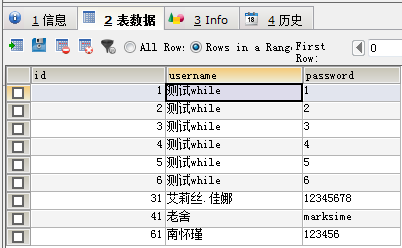 1 信息 2 表数据 3 Info 4 历史
All Row: Rows in a Rang First Row: 0
id username password
1 测试while 1
2 测试while 2
3 测试while 3
4 测试while 4
5 测试while 5
6 测试while 6
31 艾莉丝.佳娜 12345678
41 老舍 marksime
61 南怀瑾 123456